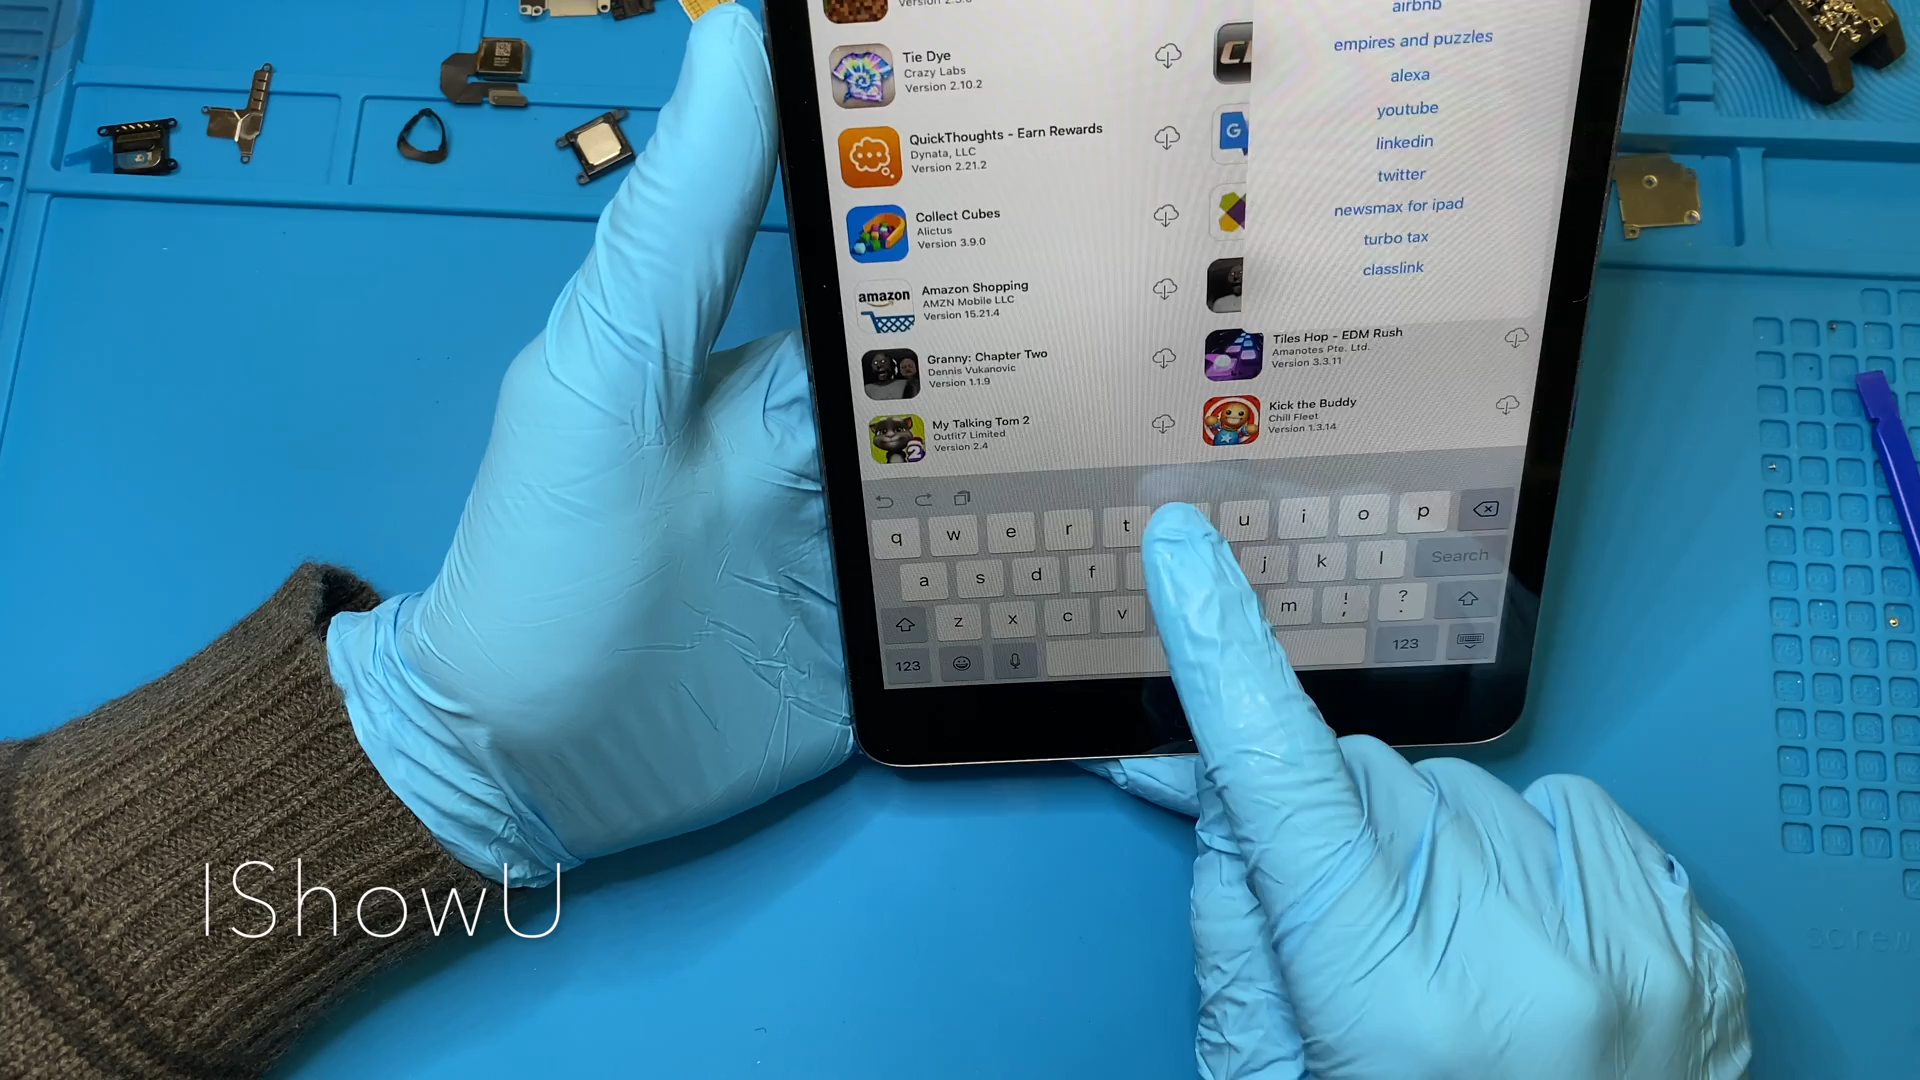 Tie Dye
Crazy Labs
Version 2.10.2
QuickThoughts - Earn Rewards
Dynata, LLC
Version 2.21.2
Collect Cubes
Alictus
Version 3.9.0
amazon
Amazon Shopping
AMZN Mobile LLC
Version 15.21.4
Granny: Chapter Two
Dennis Vukanovic
Version 1.1.9
2
My Talking Tom 2
Outfit7 Limited
Version 2.4
airbnb
empires and puzzles
alexa
youtube
linkedin
twitter
newsmax for ipad
turbo tax
classlink
G
Tiles Hop - EDM Rush
Amanotes Pte. Ltd.
Version 3.3.11
Kick the Buddy
Chill Fleet
Version 1.3.14
q w e r t u i o p
a s d f j k l Search
z x c v m ! , ? .
123 123
IShowU